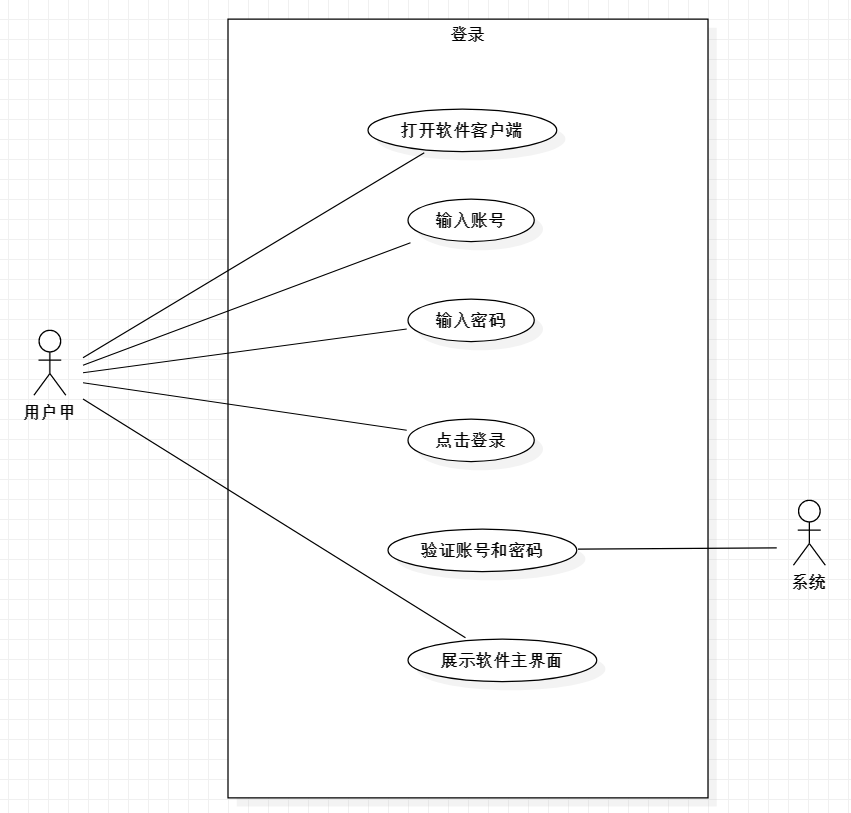 登录
打开软件客户端
输入账号
输入密码
用户甲
点击登录
验证账号和密码
系统
展示软件主界面